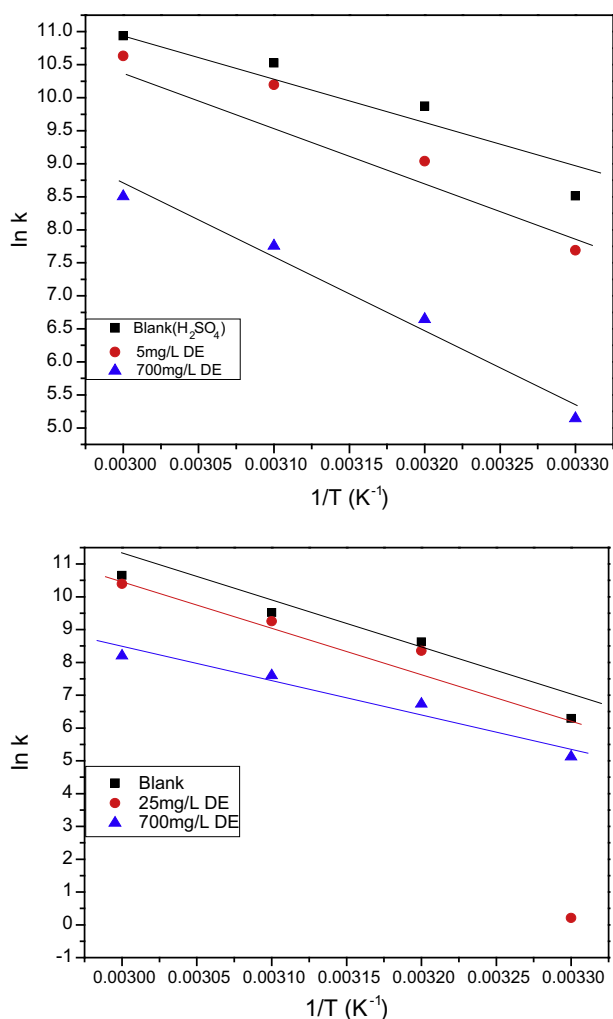 11.0
10.5
10.0
9.5
9.0
8.5
8.0
7.5
7.0
6.5
6.0
5.5
5.0
ln k
Blank(H₂SO₄)
5mg/L DE
700mg/L DE
0.00300 0.00305 0.00310 0.00315 0.00320 0.00325 0.00330
1/T (K⁻¹)
11
10
9
8
7
6
5
4
3
2
1
0
-1
ln k
Blank
25mg/L DE
700mg/L DE
0.00300 0.00305 0.00310 0.00315 0.00320 0.00325 0.00330
1/T (K⁻¹)